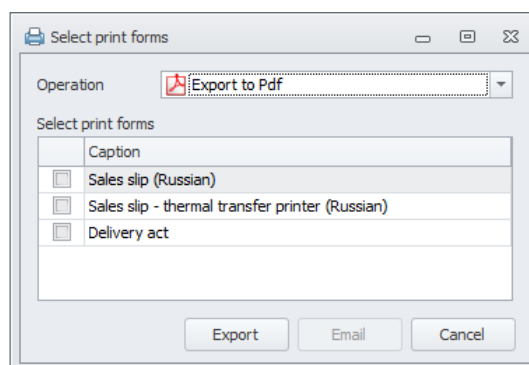 Select print forms
Operation
Export to Pdf
Select print forms
Caption
Sales slip (Russian)
Sales slip - thermal transfer printer (Russian)
Delivery act
Export Email Cancel